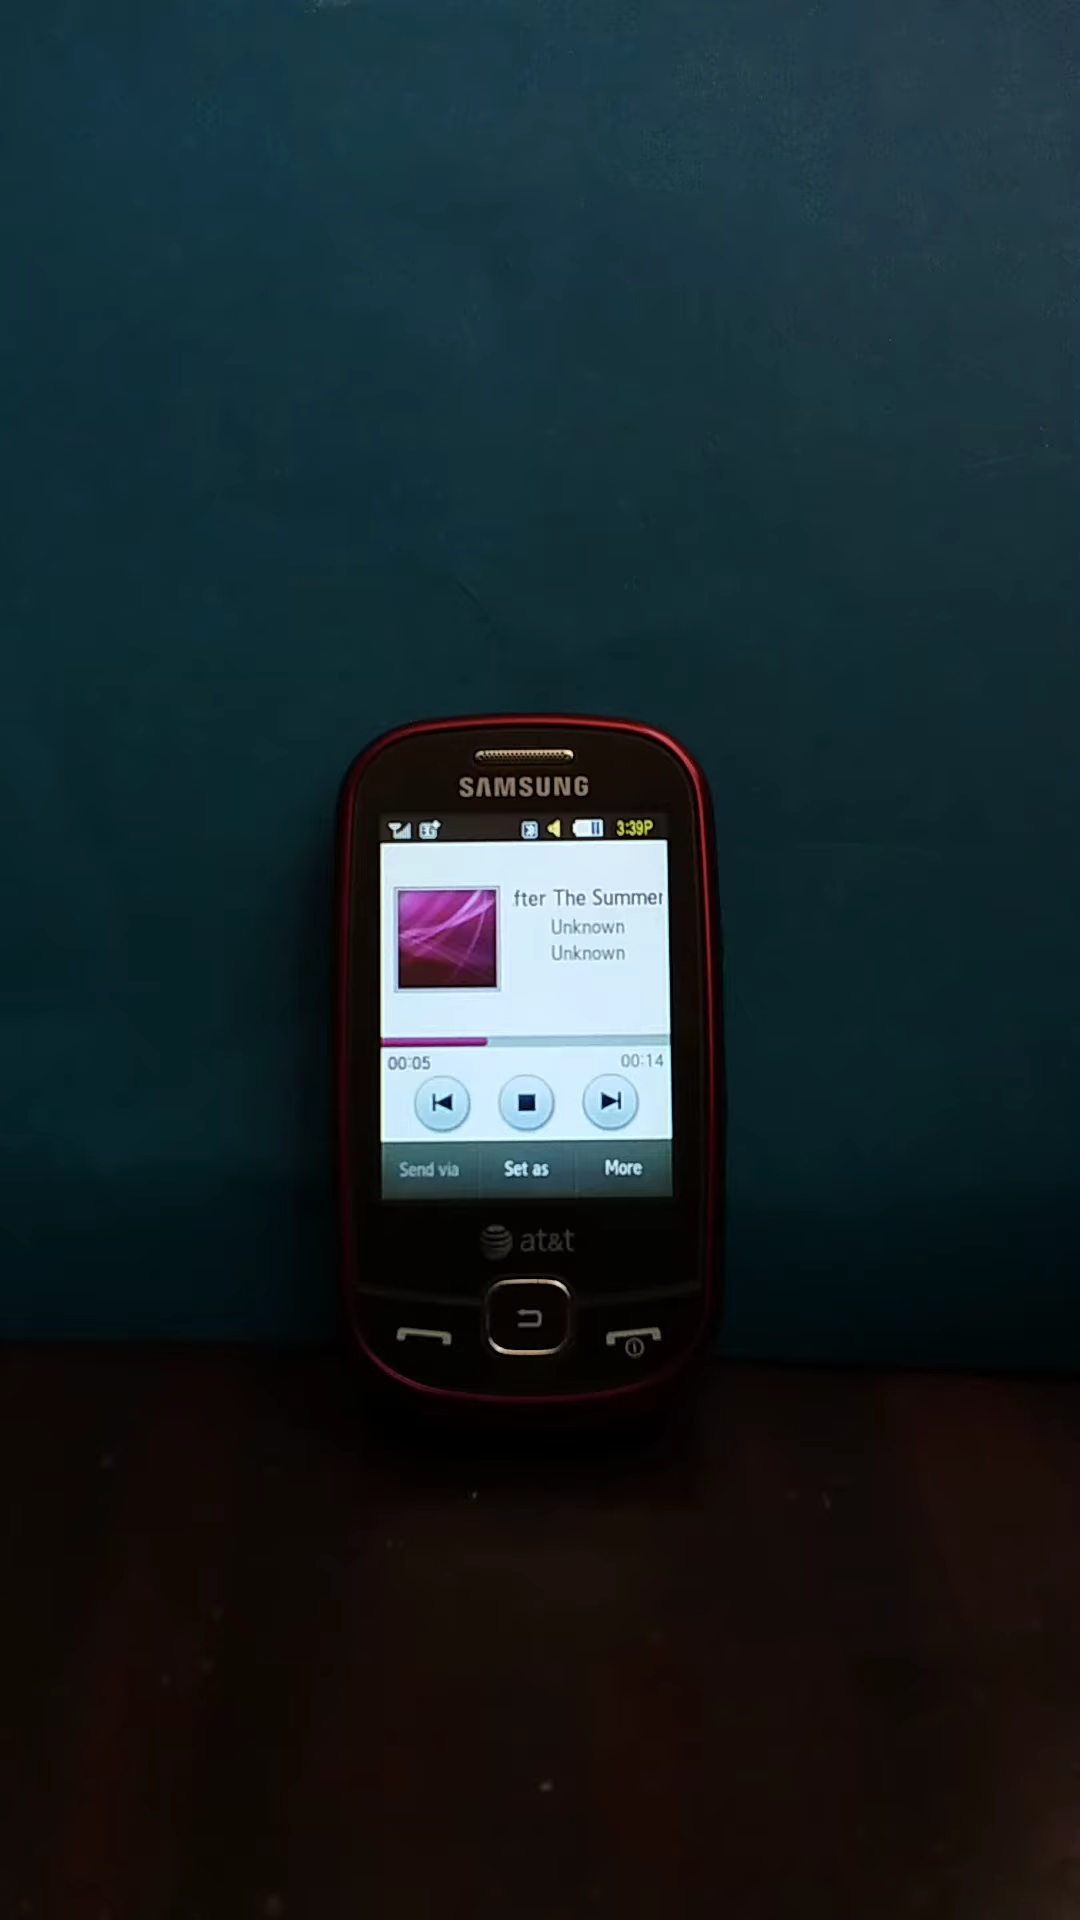 SAMSUNG
3:39P
fter The Summer
Unknown
Unknown
00:05 00:14
Send via Set as More
at&t